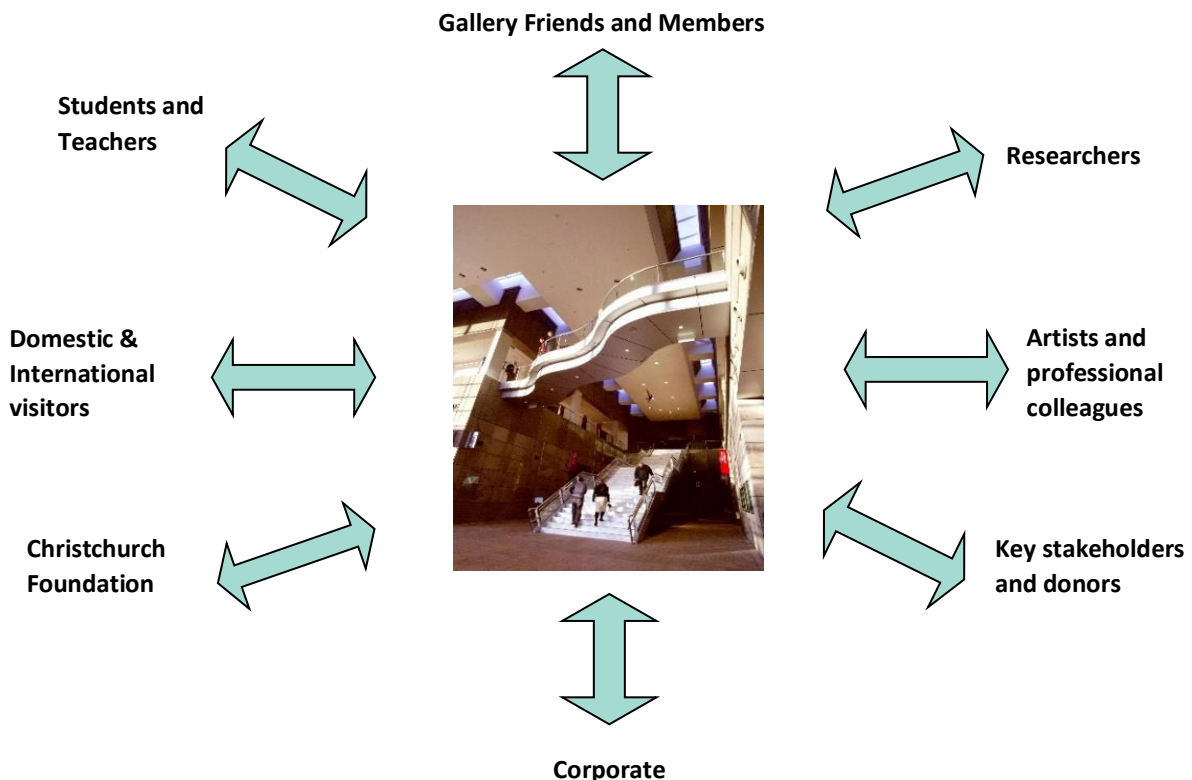 Gallery Friends and Members
Students and
Teachers
Researchers
Domestic &
International
visitors
Artists and
professional
colleagues
Christchurch
Foundation
Key stakeholders
and donors
Corporate